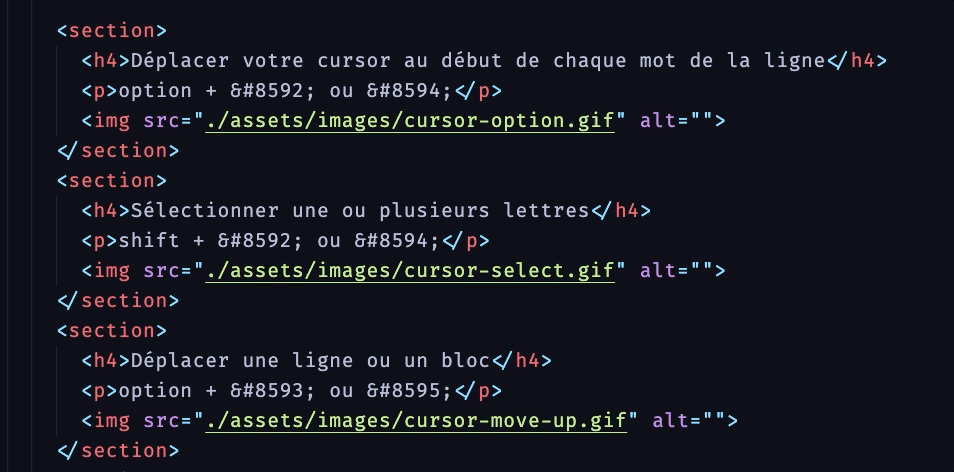 <section>
<h4>Déplacer votre cursor au début de chaque mot de la ligne</h4>
<p>option + &#8592; ou &#8594;</p>
<img src="./assets/images/cursor-option.gif" alt="">
</section>
<section>
<h4>Sélectionner une ou plusieurs lettres</h4>
<p>shift + &#8592; ou &#8594;</p>
<img src="./assets/images/cursor-select.gif" alt="">
</section>
<section>
<h4>Déplacer une ligne ou un bloc</h4>
<p>option + &#8593; ou &#8595;</p>
<img src="./assets/images/cursor-move-up.gif" alt="">
</section>